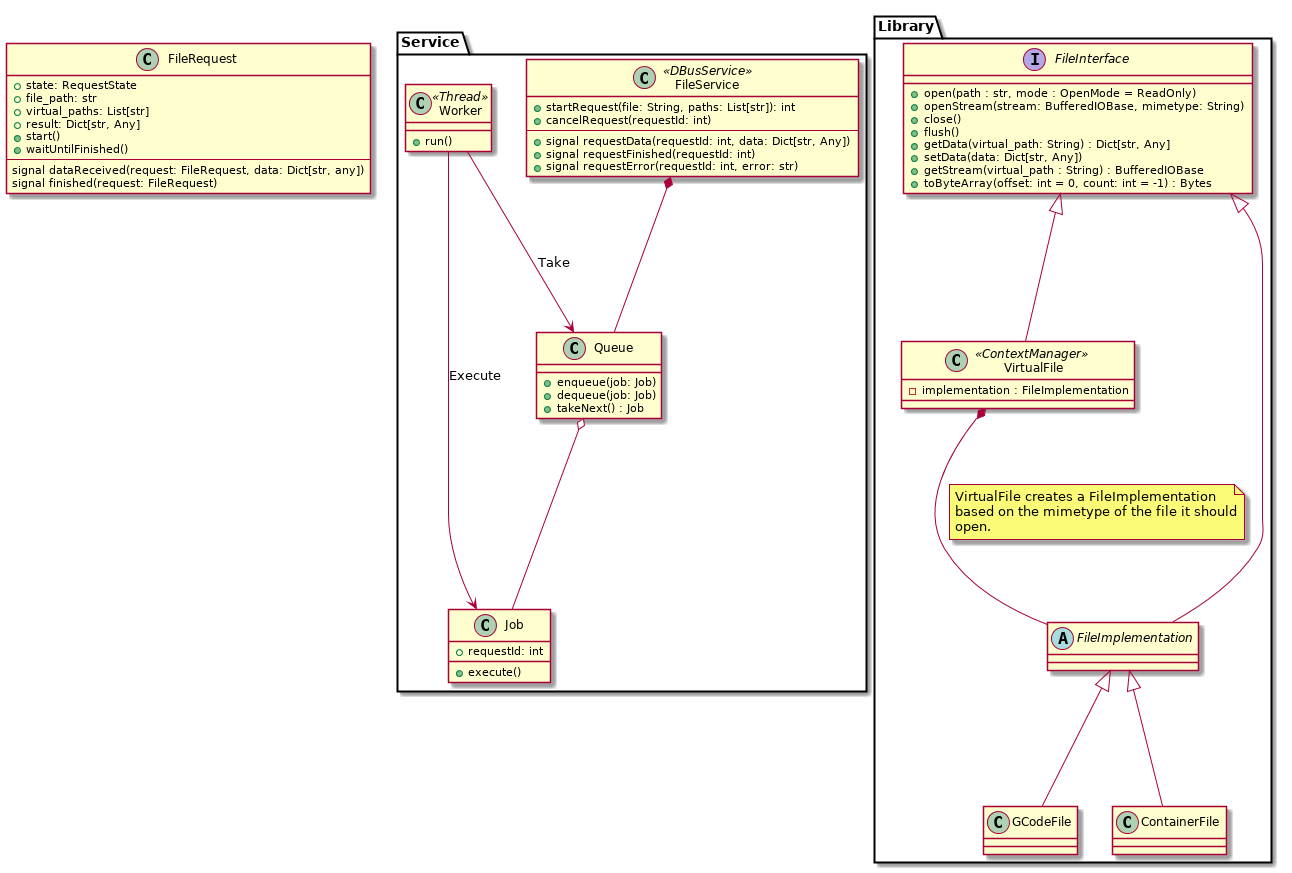 C FileRequest
state: RequestState
file_path: str
virtual_paths: List[str]
result: Dict[str, Any]
start()
waitUntilFinished()
signal dataReceived(request: FileRequest, data: Dict[str, any])
signal finished(request: FileRequest)
Service
C «Thread»
Worker
run()
C «DBusService»
FileService
startRequest(file: String, paths: List[str]): int
cancelRequest(requestId: int)
signal requestData(requestId: int, data: Dict[str, Any])
signal requestFinished(requestId: int)
signal requestError(requestId: int, error: str)
Take
Execute
C Queue
enqueue(job: Job)
dequeue(job: Job)
takeNext() : Job
C Job
requestId: int
execute()
Library
I FileInterface
open(path : str, mode : OpenMode = ReadOnly)
openStream(stream: BufferedIOBase, mimetype: String)
close()
flush()
getData(virtual_path: String) : Dict[str, Any]
setData(data: Dict[str, Any])
getStream(virtual_path : String) : BufferedIOBase
toByteArray(offset: int = 0, count: int = -1) : Bytes
C «ContextManager»
VirtualFile
implementation : FileImplementation
VirtualFile creates a FileImplementation
based on the mimetype of the file it should
open.
A FileImplementation
C GCodeFile
C ContainerFile